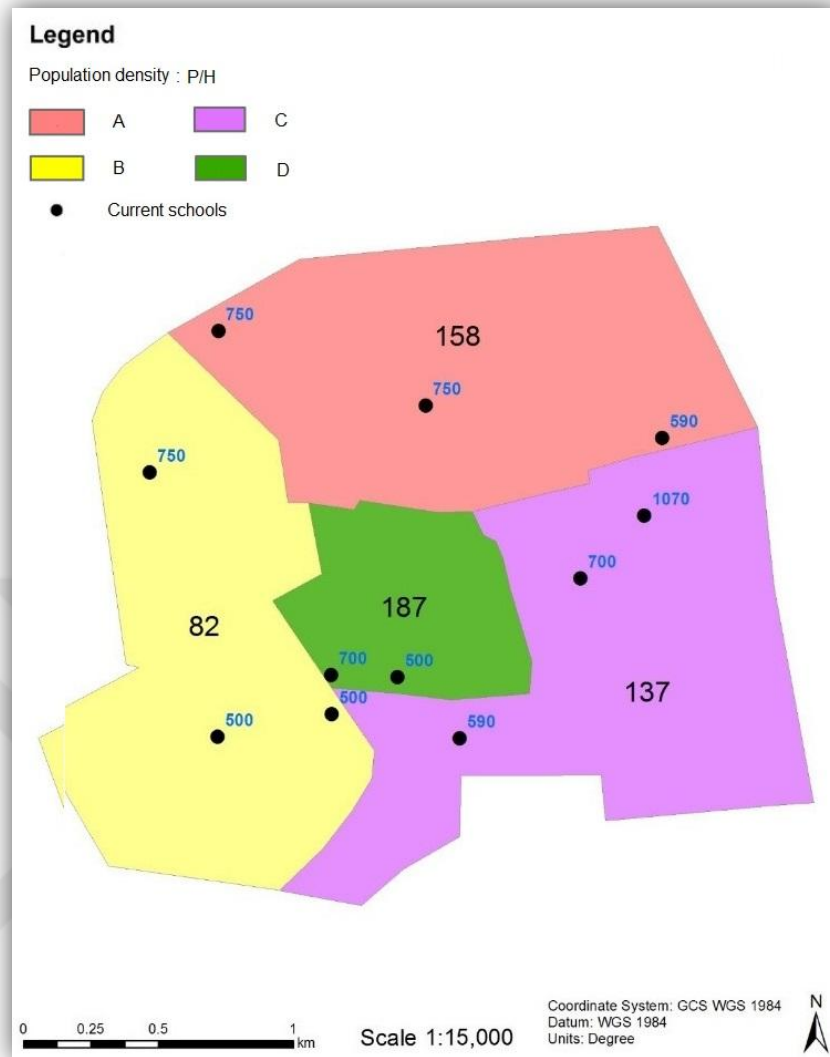 Legend
Population density : P/H
A
C
B
D
Current schools
750
158
750
590
750
1070
700
187
82
700
500
137
500
500
590
0 0.25 0.5 1
km
Scale 1:15,000
Coordinate System: GCS WGS 1984
Datum: WGS 1984
Units: Degree
N